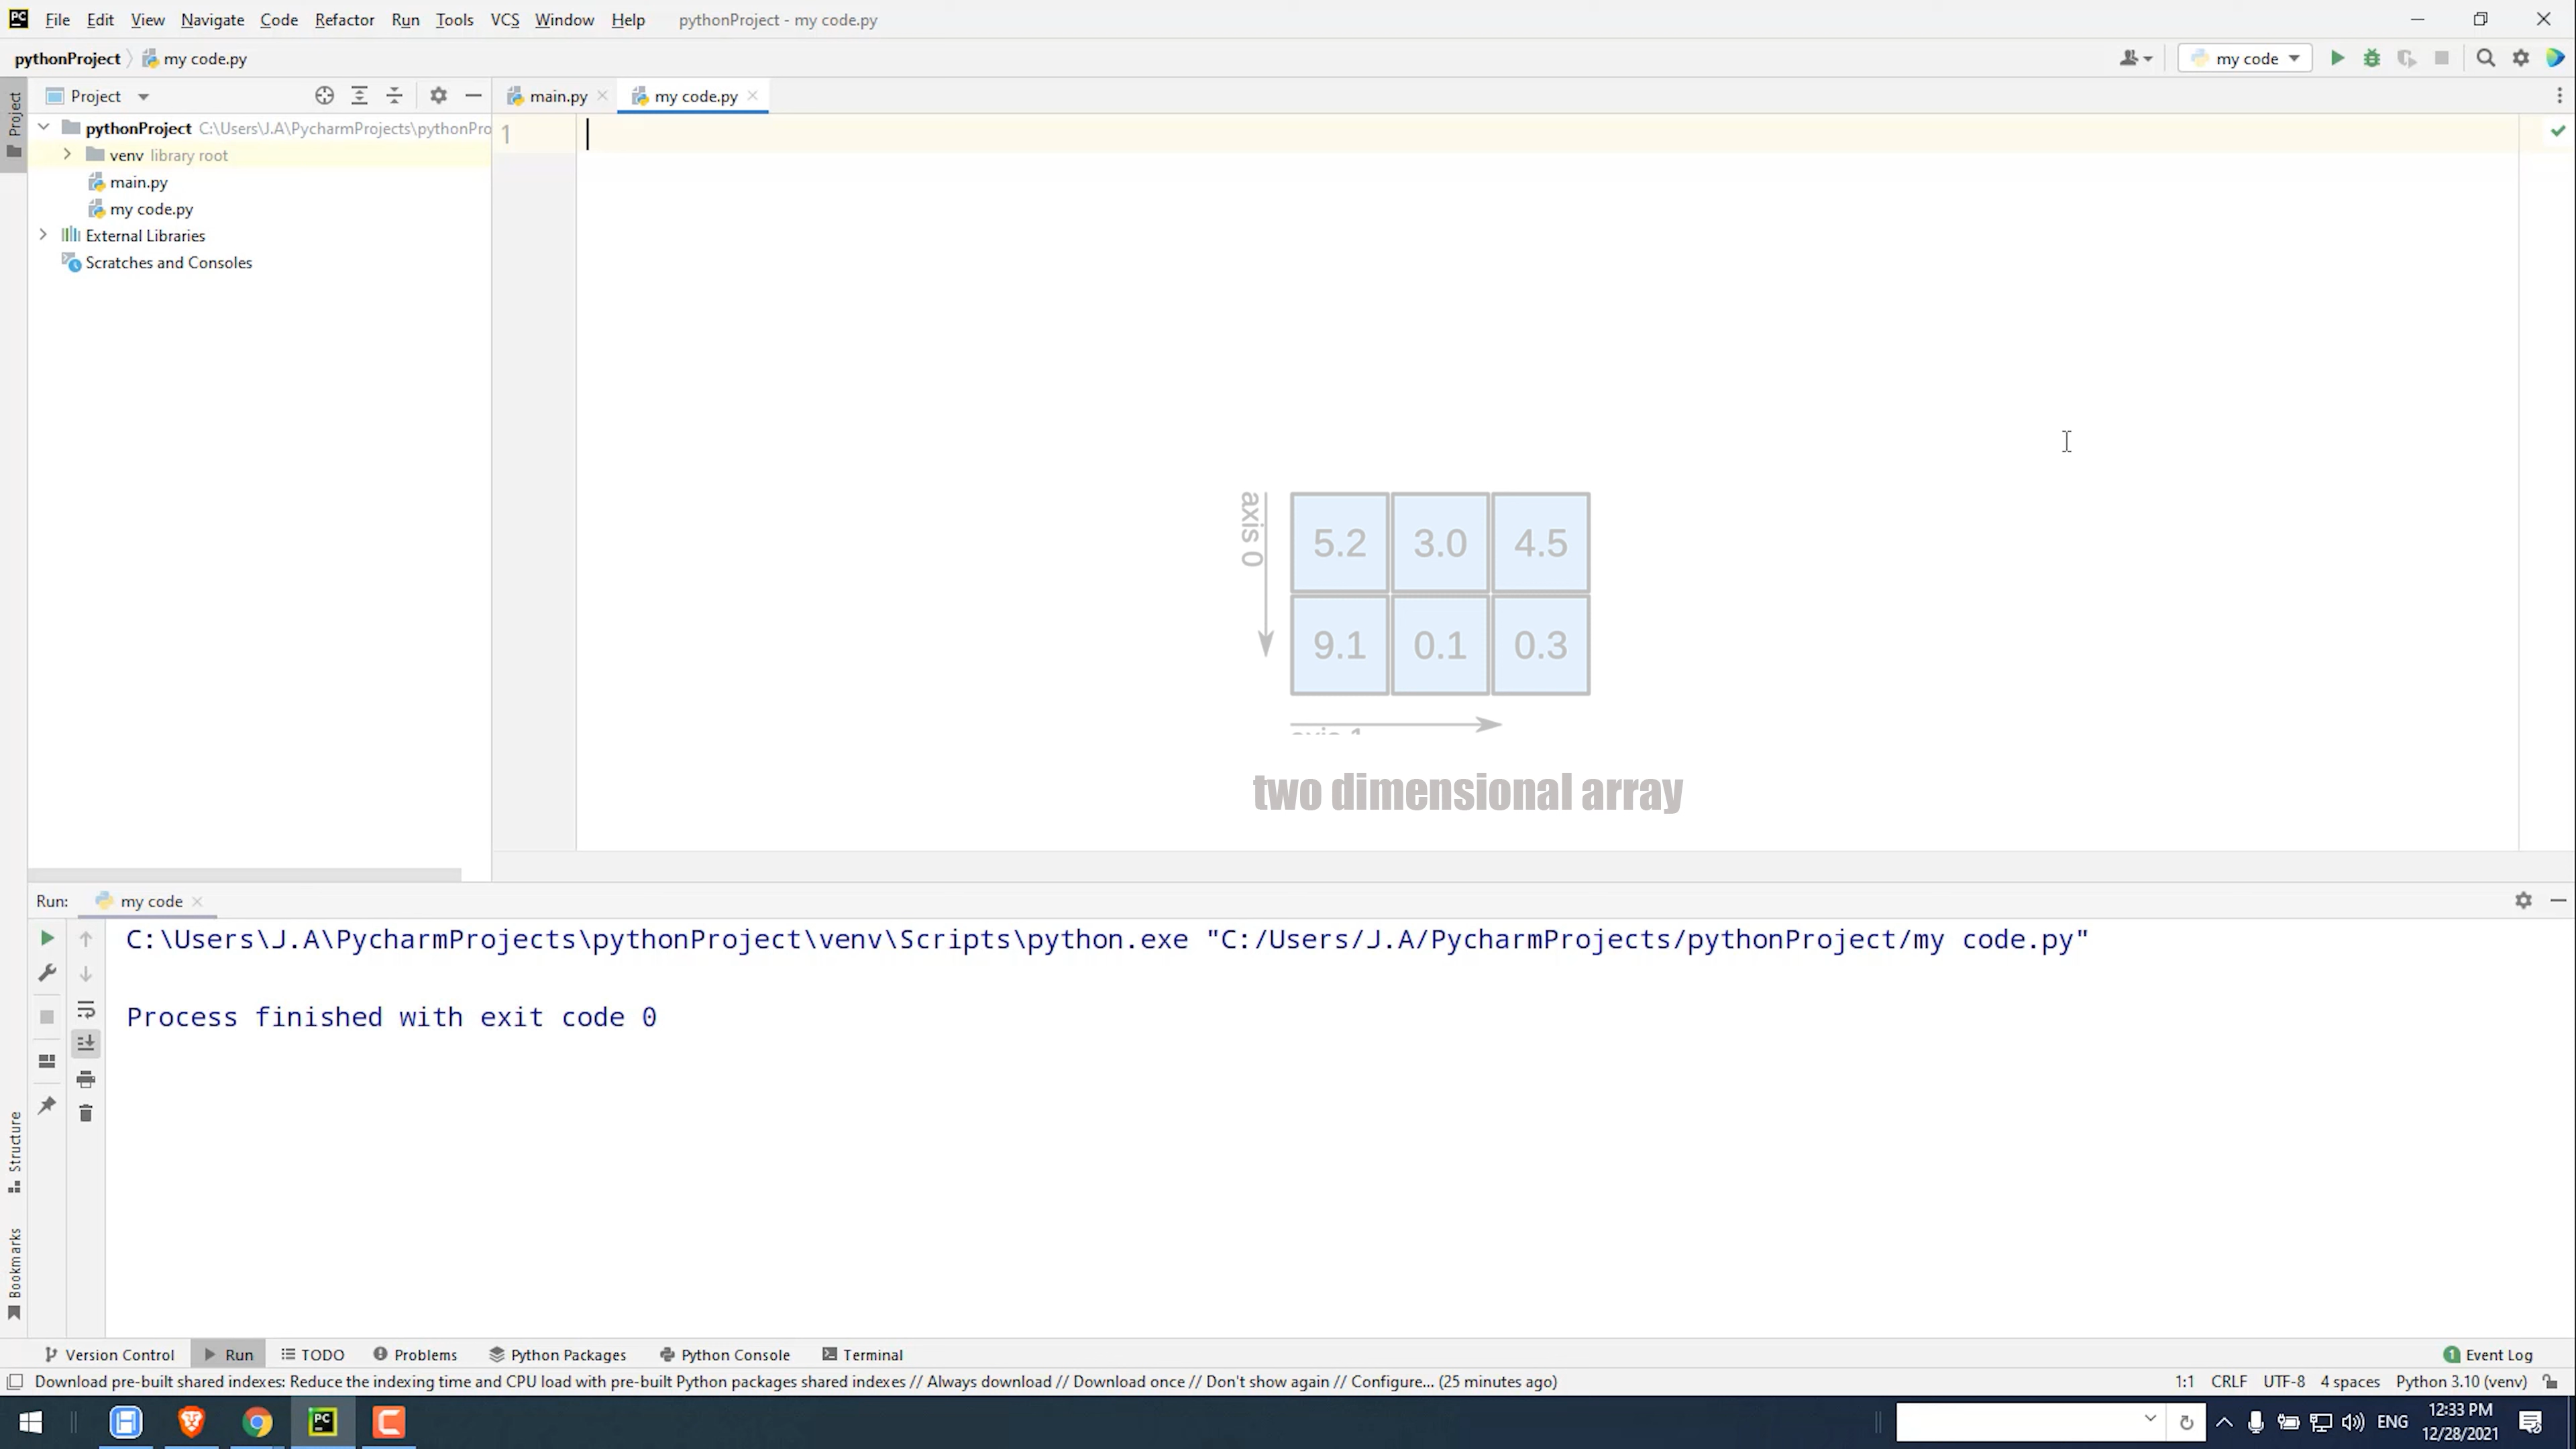 File Edit View Navigate Code Refactor Run Tools VCS Window Help pythonProject - my code.py
pythonProject my code.py
my code
Project
Project
main.py
my code.py
pythonProject C:\Users\J.A\PycharmProjects\pythonPro
venv library root
main.py
my code.py
External Libraries
Scratches and Consoles
1
axis 0
5.2 3.0 4.5
9.1 0.1 0.3
axis 1
two dimensional array
Run: my code
C:\Users\J.A\PycharmProjects\pythonProject\venv\Scripts\python.exe "C:/Users/J.A/PycharmProjects/pythonProject/my code.py"
Process finished with exit code 0
Structure
Bookmarks
Version Control Run TODO Problems Python Packages Python Console Terminal
1 Event Log
Download pre-built shared indexes: Reduce the indexing time and CPU load with pre-built Python packages shared indexes // Always download // Download once // Don't show again // Configure... (25 minutes ago)
1:1 CRLF UTF-8 4 spaces Python 3.10 (venv)
ENG
12:33 PM
12/28/2021